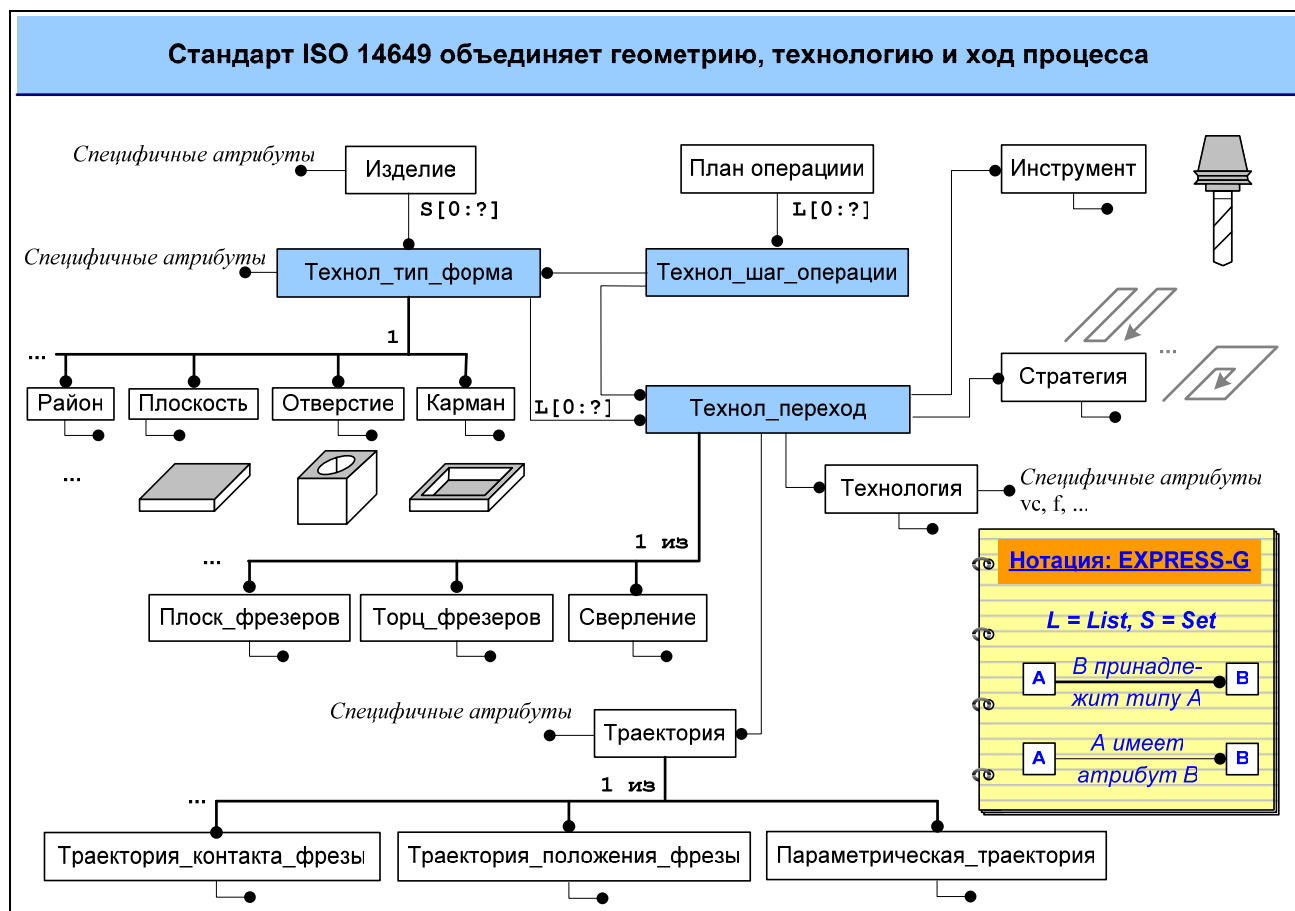 Стандарт ISO 14649 объединяет геометрию, технологию и ход процесса
Специфичные атрибуты
Изделие
План операциии
Инструмент
S[0:?]
L[0:?]
Специфичные атрибуты
Технол_тип_форма
Технол_шаг_операции
1
...
...
Стратегия
Район
Плоскость
Отверстие
Карман
L[0:?]
Технол_переход
...
Технология
Специфичные атрибуты
vc, f, ...
1 из
...
Нотация: EXPRESS-G
Плоск_фрезеров
Торц_фрезеров
Сверление
L = List, S = Set
A
В принадле-
жит типу А
B
Специфичные атрибуты
Траектория
A
А имеет
атрибут В
B
1 из
...
Траектория_контакта_фрезы
Траектория_положения_фрезы
Параметрическая_траектория